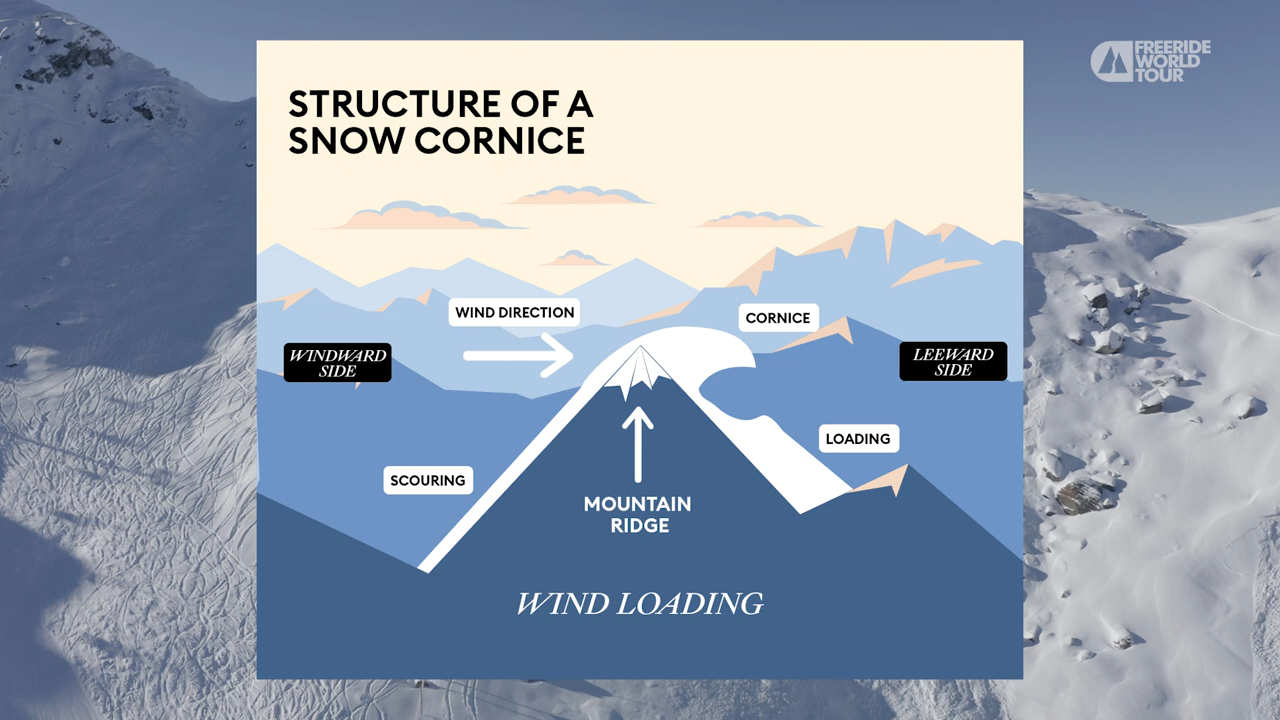 FREERIDE
WORLD
TOUR
STRUCTURE OF A
SNOW CORNICE
WIND DIRECTION
CORNICE
WINDWARD
SIDE
LEEWARD
SIDE
LOADING
SCOURING
MOUNTAIN
RIDGE
WIND LOADING